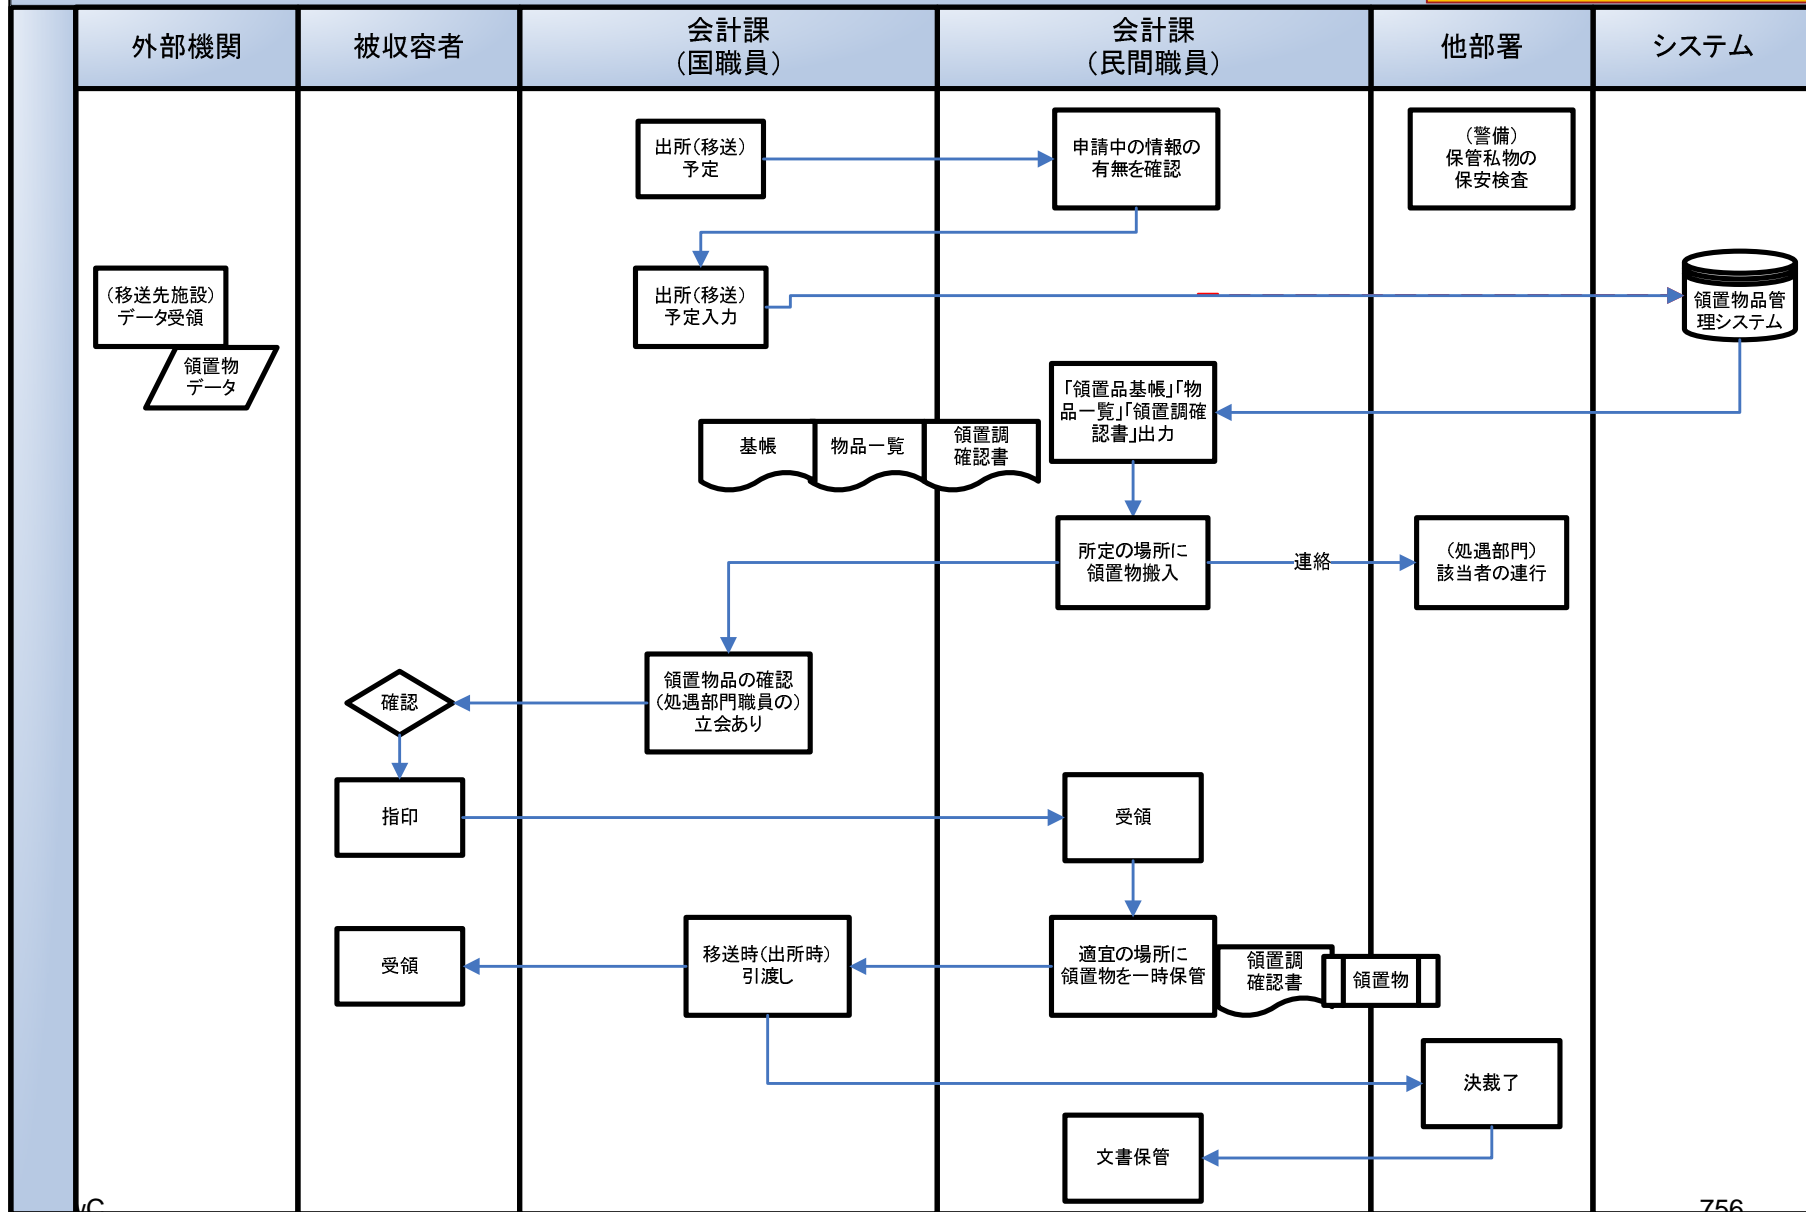 外部機関
被収容者
会計課
（国職員）
会計課
（民間職員）
他部署
システム
出所（移送）
予定
申請中の情報の
有無を確認
（警備）
保管私物の
保安検査
（移送先施設）
データ受領
領置物
データ
出所（移送）
予定入力
領置物品管
理システム
「領置品基帳」「物
品一覧」「領置調確
認書」出力
基帳
物品一覧
領置調
確認書
所定の場所に
領置物搬入
連絡
（処遇部門）
該当者の連行
確認
領置物品の確認
（処遇部門職員の）
立会あり
指印
受領
受領
移送時（出所時）
引渡し
適宜の場所に
領置物を一時保管
領置調
確認書
領置物
決裁了
文書保管